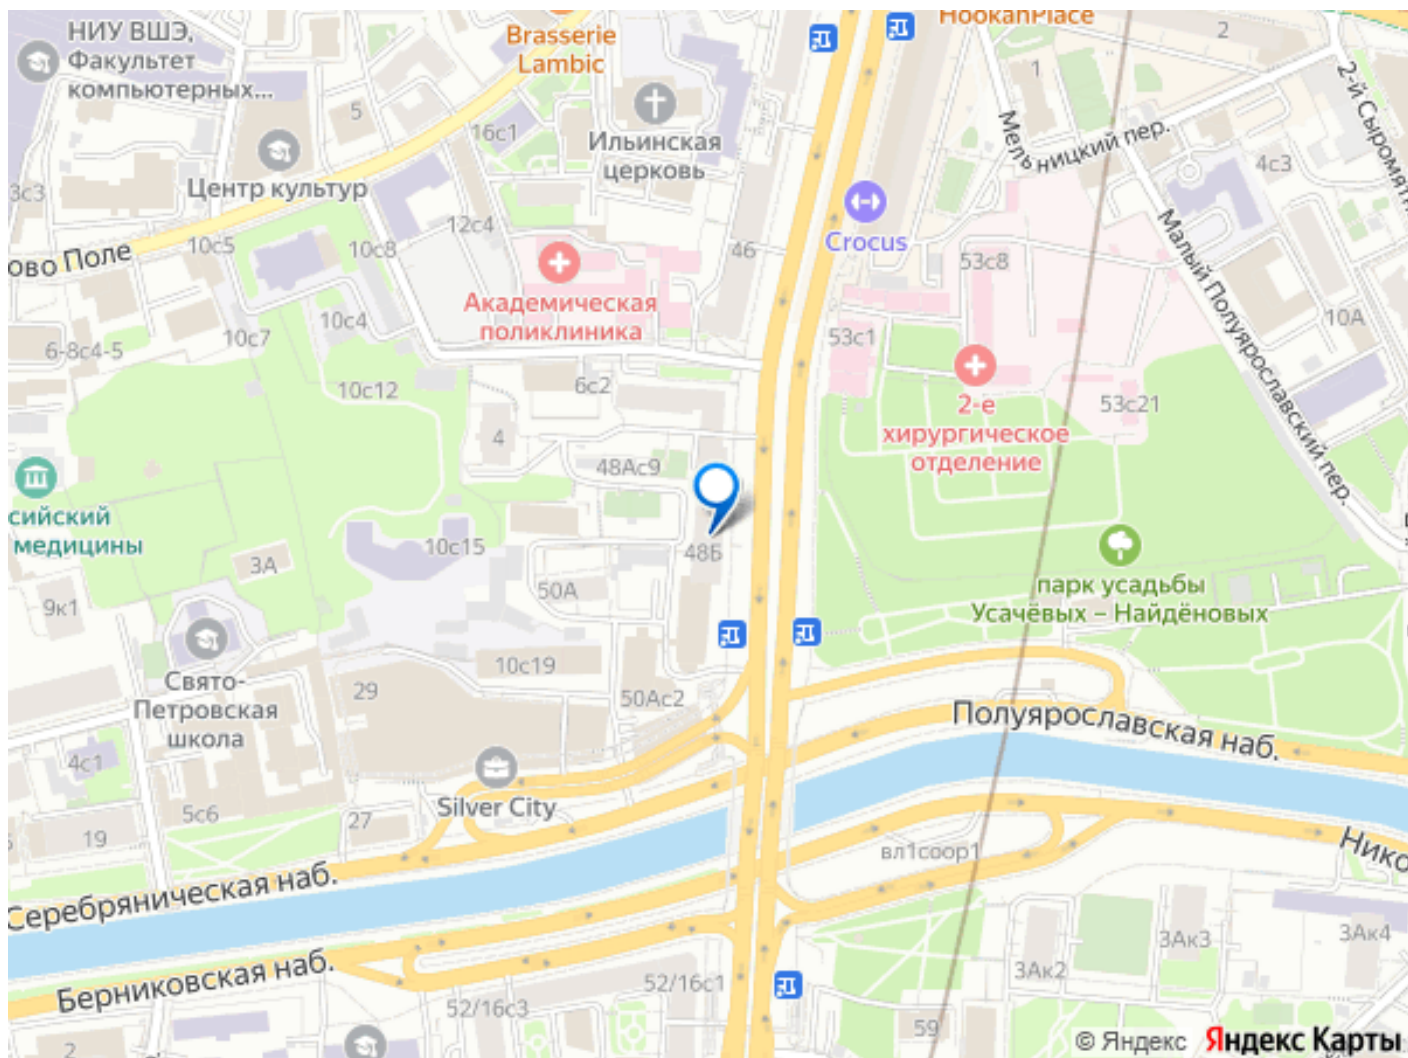 НИУ ВШЭ,
Факультет
компьютерных...
Brasserie
Lambic
HookahPlace
2
1
5
16с1
Ильинская
церковь
Мельницкий пер.
2-й Сыромятн
4с3
3с3
Центр культур
12с4
10с5
10с8
46
Crocus
53с8
ово Поле
Академическая
поликлиника
Малый Полуярославский пер.
10А
10с7
10с4
6-8с4-5
53с1
10с12
6с2
2-е
хирургическое
отделение
53с21
4
48Ас9
сийский
медицины
10с15
48Б
3А
50А
9к1
парк усадьбы
Усачёвых – Найдёновых
10с19
Свято-
Петровская
школа
29
50Ас2
Полуярославская наб.
4с1
Silver City
5с6
27
19
вл1соор1
Нико
Серебряническая наб.
3Ак3
3Ак4
Берниковская наб.
3Ак2
52/16с1
52/16с3
59
2
© Яндекс Яндекс Карты